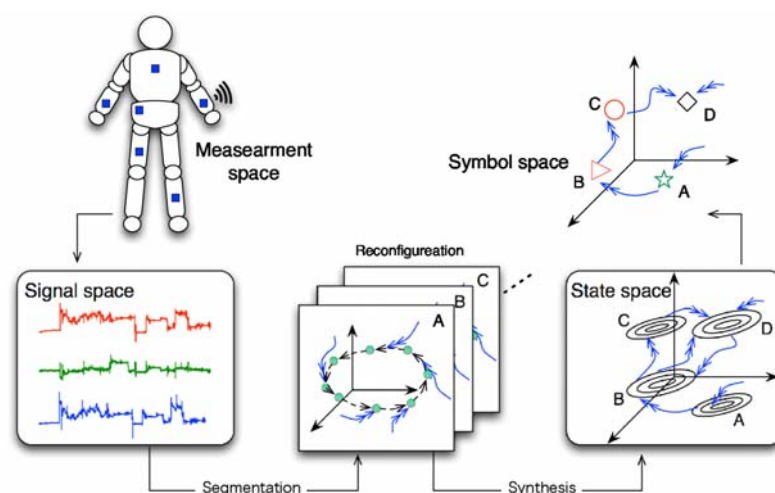 Measearment
space
Symbol space
C
D
B
A
Signal space
Reconfigureation
C
B
A
State space
C
D
B
A
Segmentation
Synthesis